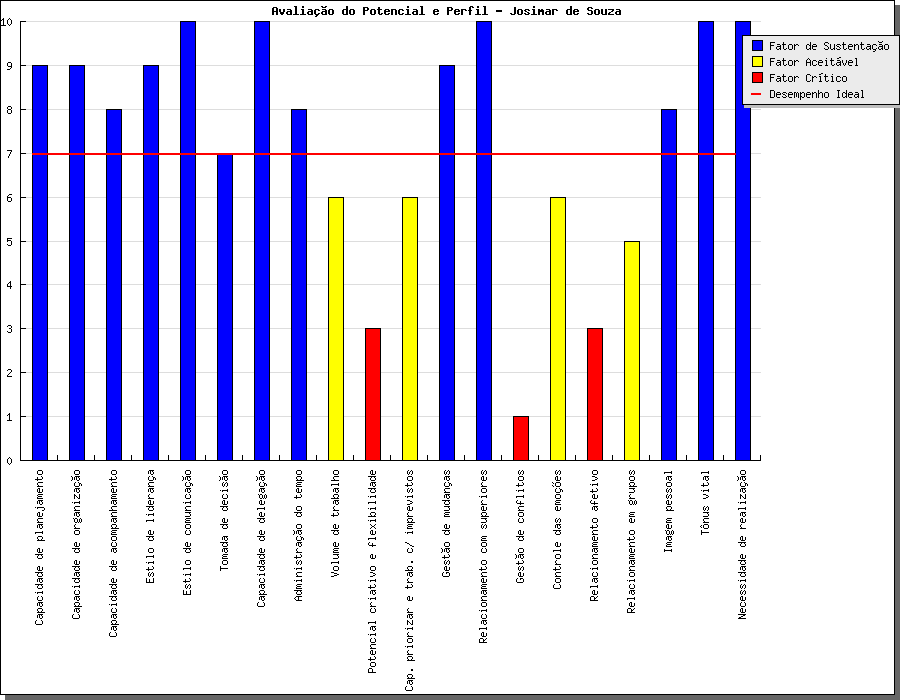 Avaliação do Potencial e Perfil - Josimar de Souza
10
9
8
7
6
5
4
3
2
1
0
Fator de Sustentação
Fator Aceitável
Fator Crítico
Desempenho Ideal
Capacidade de planejamento
Capacidade de organização
Capacidade de acompanhamento
Estilo de liderança
Estilo de comunicação
Tomada de decisão
Capacidade de delegação
Administração do tempo
Volume de trabalho
Potencial criativo e flexibilidade
Cap. priorizar e trab. c/ imprevistos
Gestão de mudanças
Relacionamento com superiores
Gestão de conflitos
Controle das emoções
Relacionamento afetivo
Relacionamento em grupos
Imagem pessoal
Tônus vital
Necessidade de realização